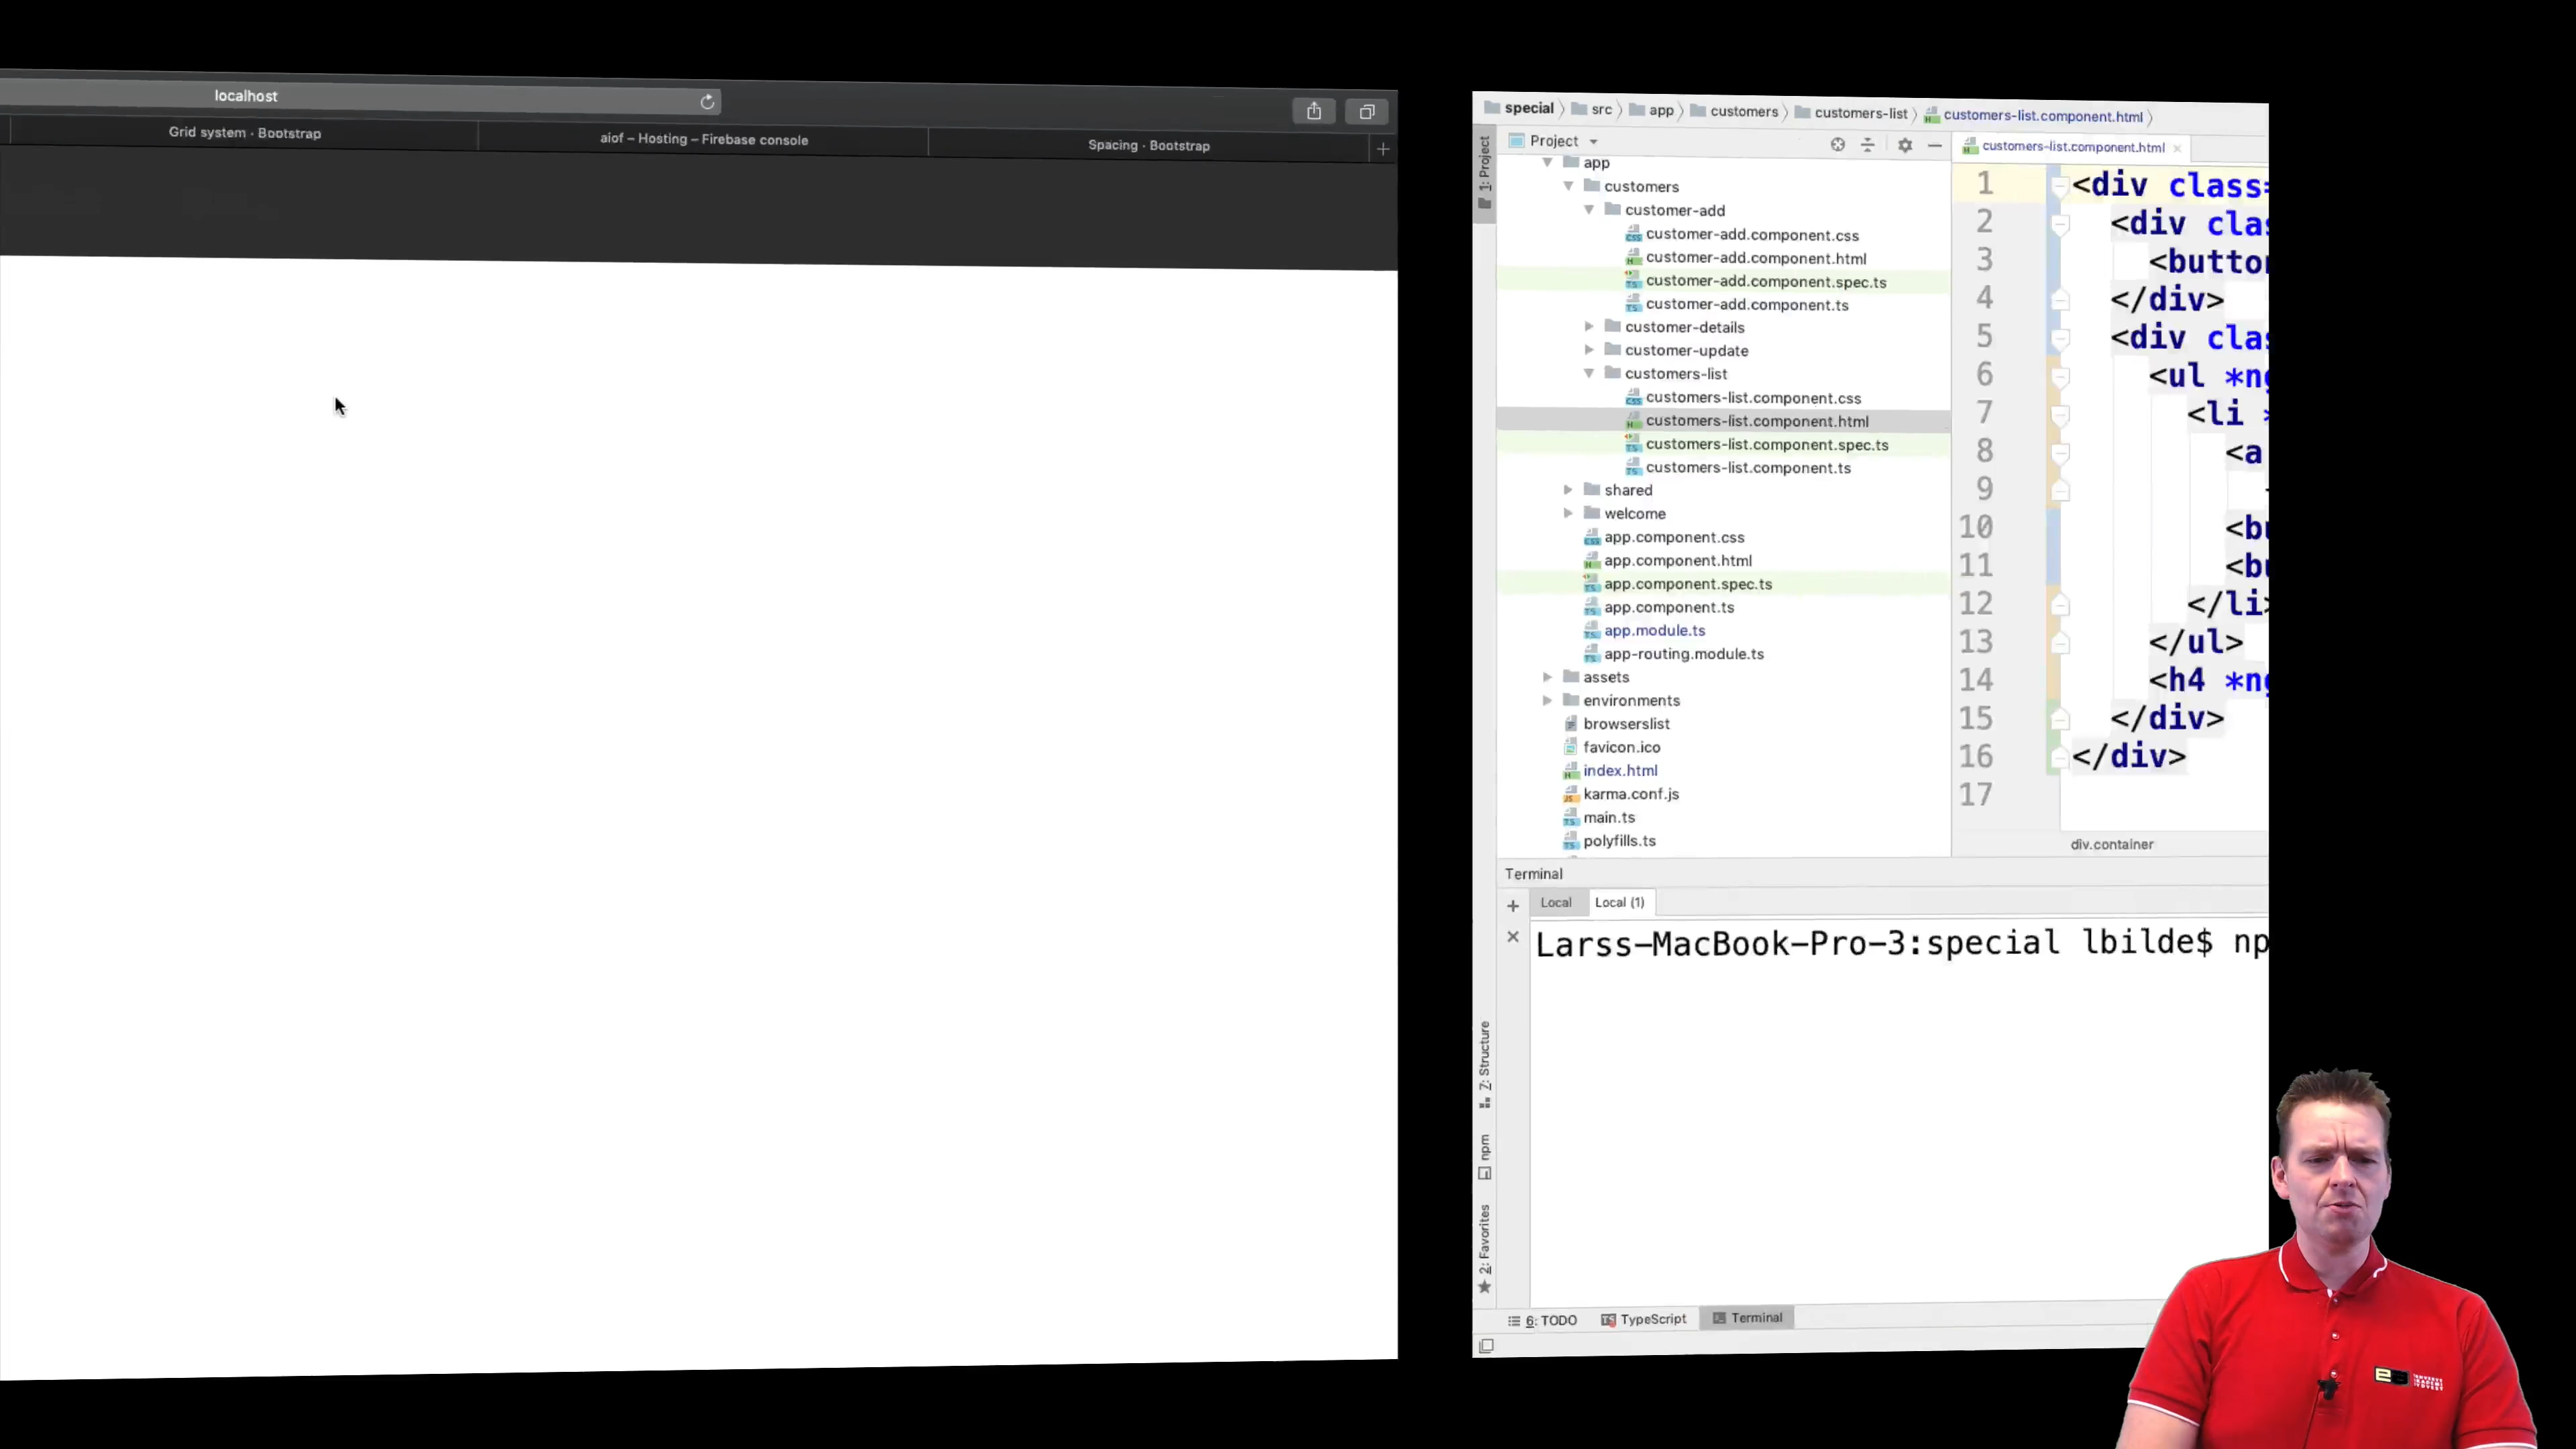 localhost
Grid system · Bootstrap
aiof – Hosting – Firebase console
Spacing · Bootstrap
+
special 〉 src 〉 app 〉 customers 〉 customers-list 〉 customers-list.component.html 〉
1: Project
Project
customers-list.component.html ×
app
customers
customer-add
customer-add.component.css
customer-add.component.html
customer-add.component.spec.ts
customer-add.component.ts
customer-details
customer-update
customers-list
customers-list.component.css
customers-list.component.html
customers-list.component.spec.ts
customers-list.component.ts
shared
welcome
app.component.css
app.component.html
app.component.spec.ts
app.component.ts
app.module.ts
app-routing.module.ts
assets
environments
browserslist
favicon.ico
index.html
karma.conf.js
main.ts
polyfills.ts
1 <div class=
2 <div clas
3 <button
4 </div>
5 <div clas
6 <ul *ng
7 <li *
8 <a
9
10 <bu
11 <bu
12 </li>
13 </ul>
14 <h4 *ng
15 </div>
16 </div>
17
div.container
Terminal
+ Local Local (1)
×
Larss-MacBook-Pro-3:special lbilde$ np
7: Structure
npm
2: Favorites
6: TODO TypeScript Terminal